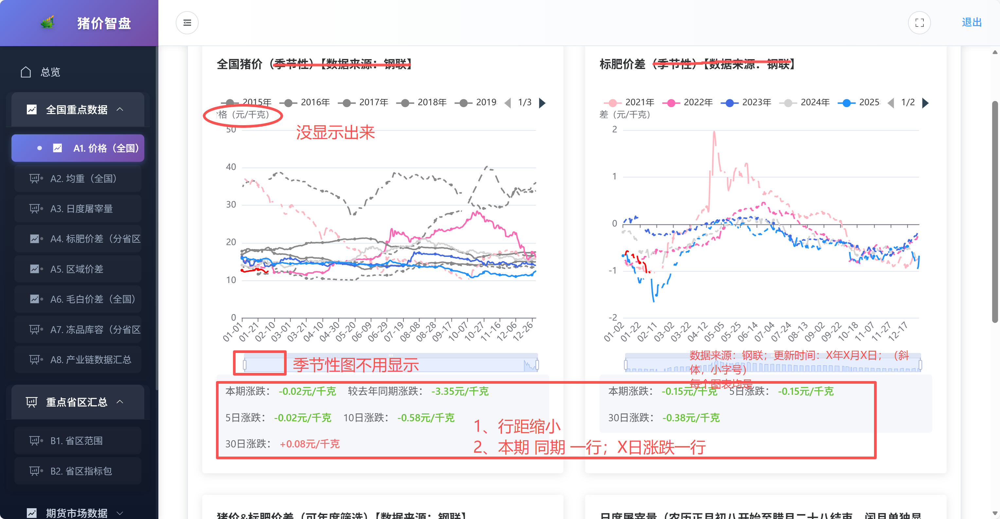 猪价智盘
退出
总览
全国重点数据
A1. 价格（全国）
A2. 均重（全国）
A3. 日度屠宰量
A4. 标肥价差（分省区
A5. 区域价差
A6. 毛白价差（全国）
A7. 冻品库容（分省区
A8. 产业链数据汇总
重点省区汇总
B1. 省区范围
B2. 省区指标包
期货市场数据
全国猪价（季节性）【数据来源：钢联】
2015年 2016年 2017年 2018年 2019 1/3
格（元/千克）
没显示出来
50
40
30
20
10
0
01-01 01-21 02-10 03-01 03-21 04-10 04-30 05-20 06-09 06-29 07-19 08-08 08-28 09-17 10-07 10-27 11-16 12-06 12-26
季节性图不用显示
本期涨跌： -0.02元/千克 较去年同期涨跌： -3.35元/千克
5日涨跌： -0.02元/千克 10日涨跌： -0.58元/千克
30日涨跌： +0.08元/千克
1、行距缩小
2、本期 同期 一行；X日涨跌一行
标肥价差（季节性）【数据来源：钢联】
2021年 2022年 2023年 2024年 2025 1/2
差（元/千克）
2
1
0
-1
-2
01-02 01-22 02-11 03-02 03-22 04-12 05-05 05-25 06-14 07-04 07-24 08-13 09-02 09-22 10-18 11-07 11-27 12-17
数据来源：钢联；更新时间：X年X月X日；（斜
体，小字号）
每个图表均是
本期涨跌： -0.15元/千克 5日涨跌： -0.15元/千克
30日涨跌： -0.38元/千克
猪价&标肥价差（可年度筛选）【数据来源：钢联】
日度屠宰量（农历正月初八开始至腊月二十八结束，闰月单独显